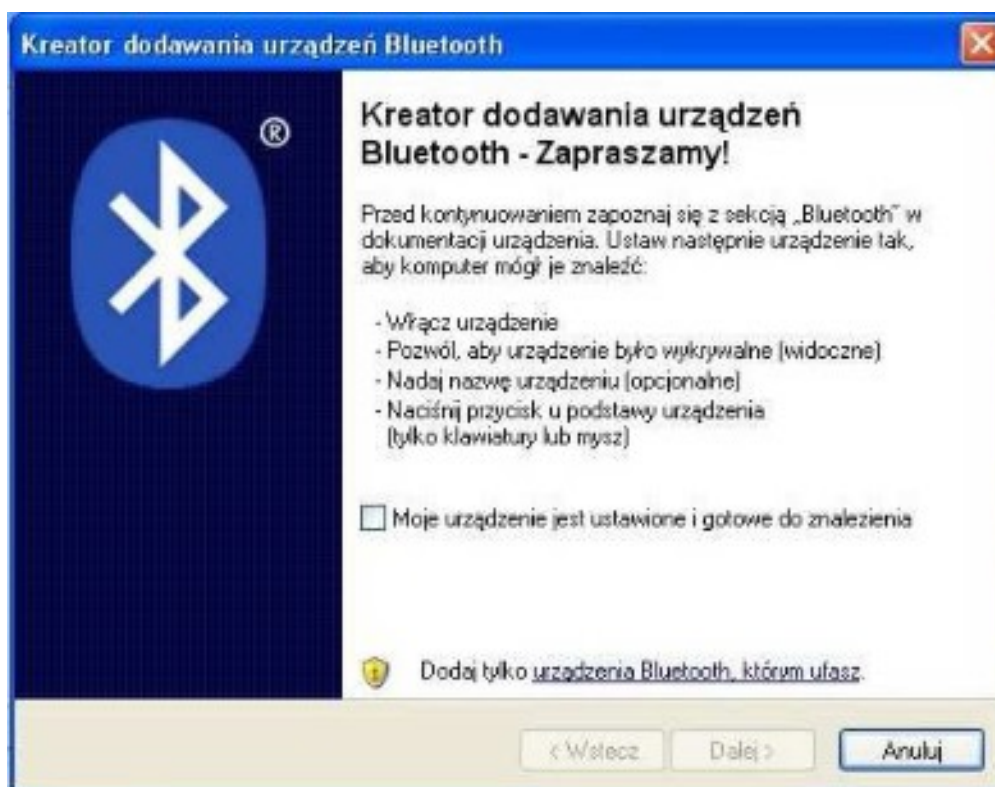 Kreator dodawania urządzeń Bluetooth
®
Kreator dodawania urządzeń
Bluetooth - Zapraszamy!
Przed kontynuowaniem zapoznaj się z sekcją „Bluetooth” w
dokumentacji urządzenia. Ustaw następnie urządzenie tak,
aby komputer mógł je znaleźć:
- Włącz urządzenie
- Pozwól, aby urządzenie było wykrywalne (widoczne)
- Nadaj nazwę urządzeniu (opcjonalne)
- Naciśnij przycisk u podstawy urządzenia
(tylko klawiatury lub mysz)
Moje urządzenie jest ustawione i gotowe do znalezienia
Dodaj tylko urządzenia Bluetooth, którym ufasz.
< Wstecz Dalej > Anuluj